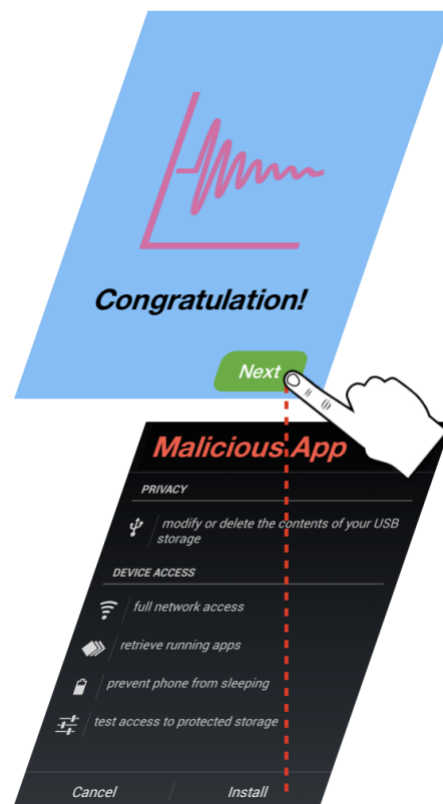 Congratulation!
Next
Malicious App
PRIVACY
modify or delete the contents of your USB
storage
DEVICE ACCESS
full network access
retrieve running apps
prevent phone from sleeping
test access to protected storage
Cancel Install